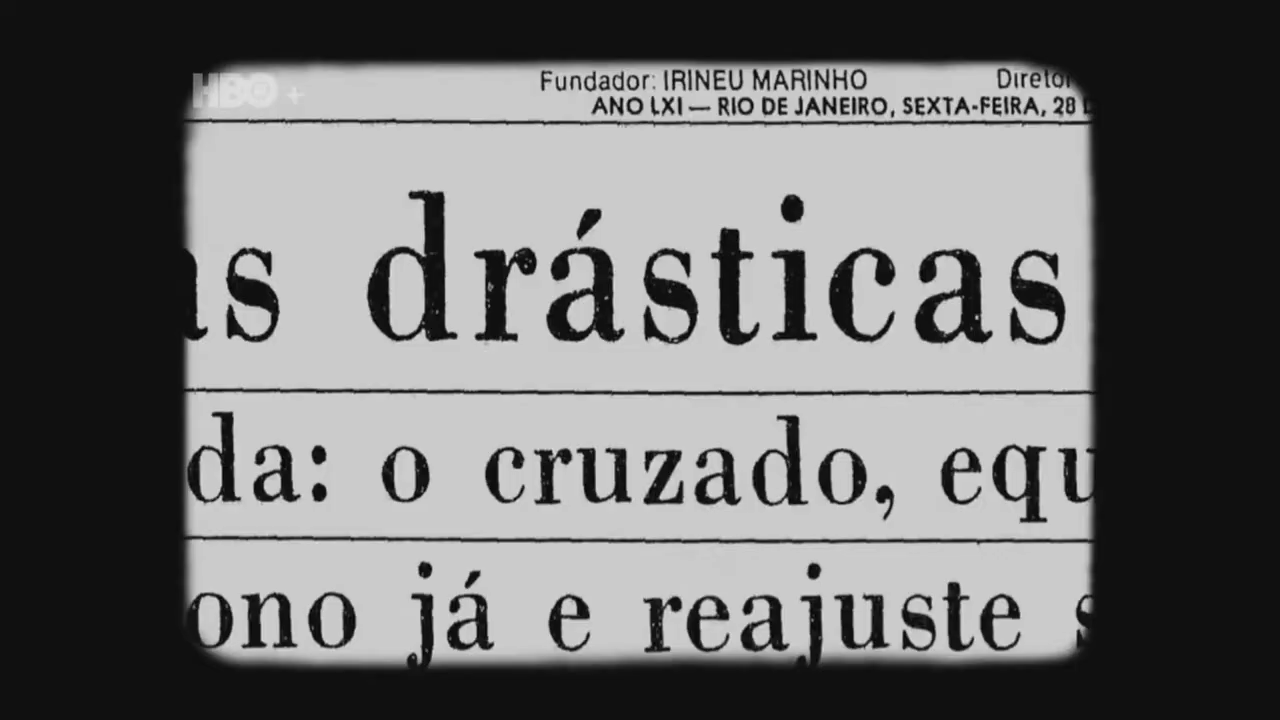 HBO +
Fundador: IRINEU MARINHO Diretor
ANO LXI — RIO DE JANEIRO, SEXTA-FEIRA, 28
as drásticas
da: o cruzado, equ
ono já e reajuste s